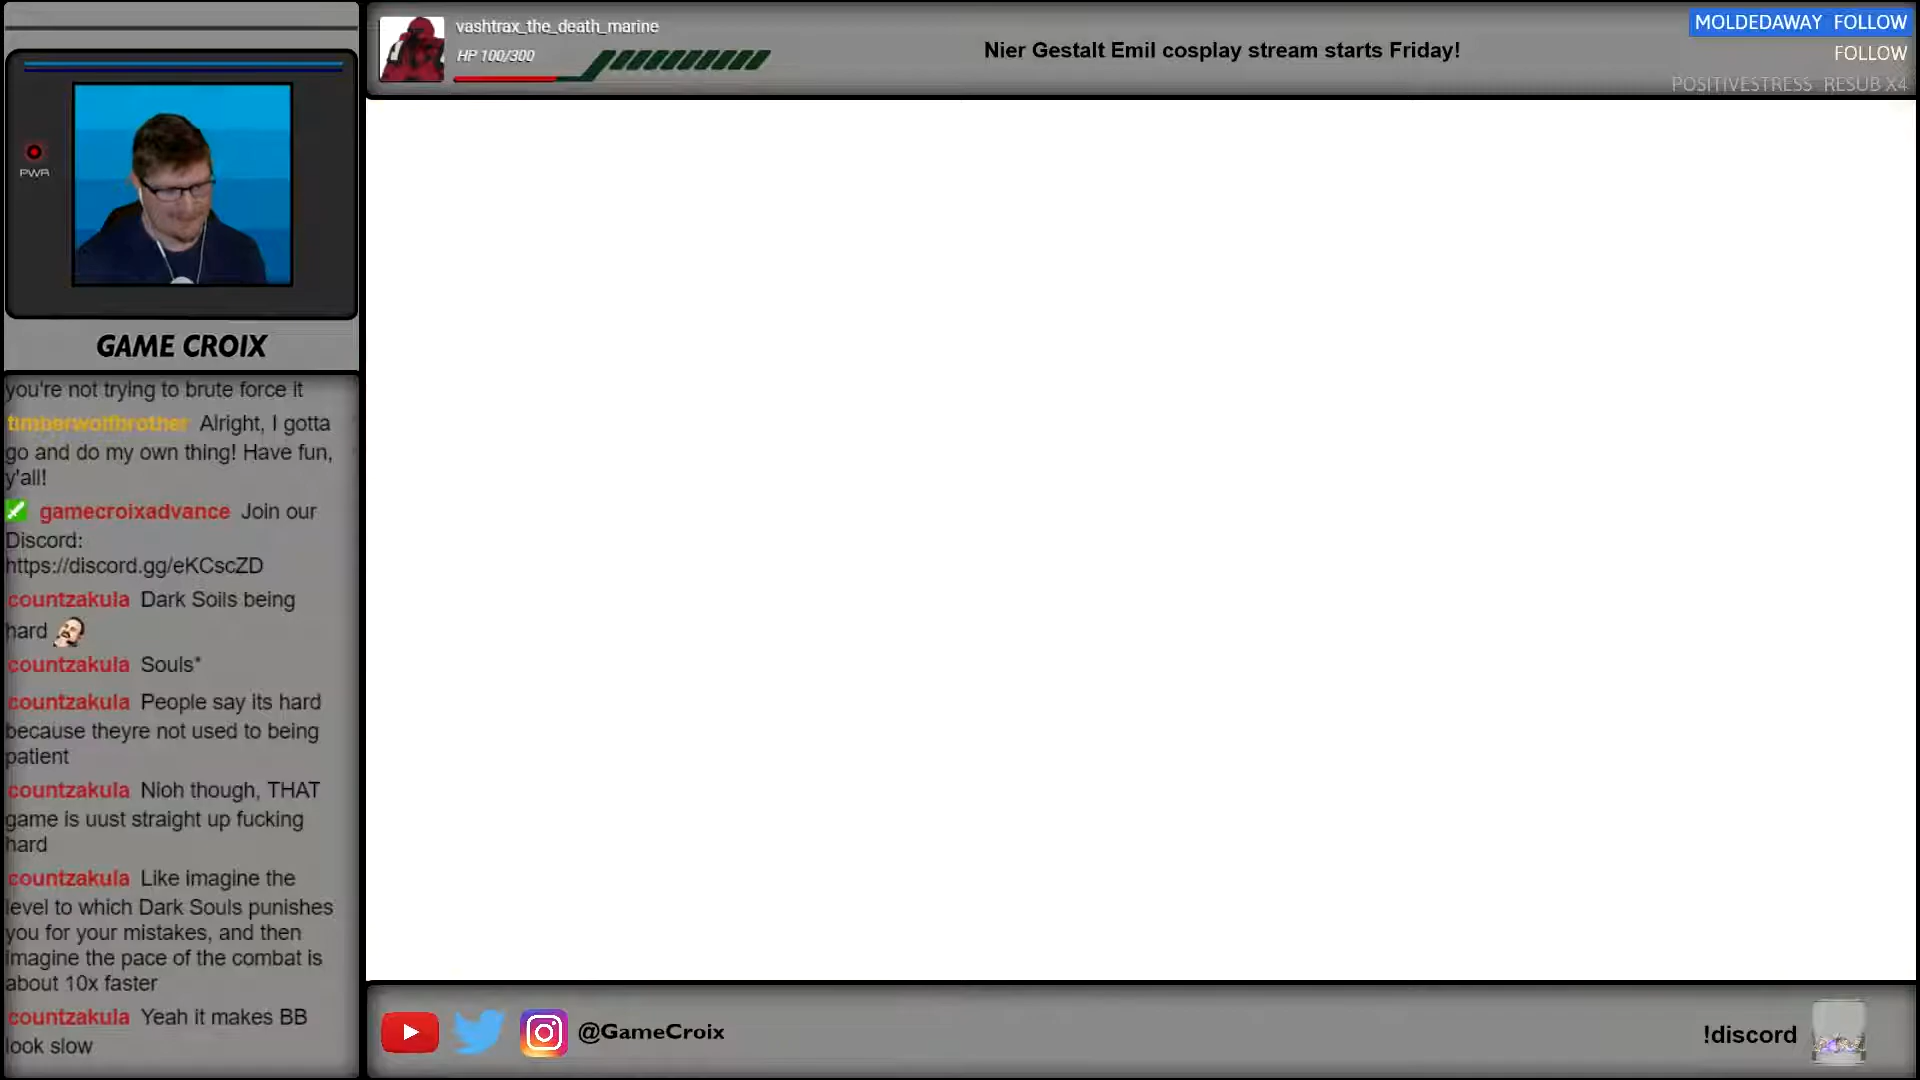 vashtrax_the_death_marine
HP 100/300
Nier Gestalt Emil cosplay stream starts Friday!
MOLDEDAWAY FOLLOW
FOLLOW
POSITIVESTRESS RESUB X4
PWR
GAME CROIX
you're not trying to brute force it
timberwolfbrother Alright, I gotta
go and do my own thing! Have fun,
y'all!
gamecroixadvance Join our
Discord:
https://discord.gg/eKCscZD
countzakula Dark Soils being
hard
countzakula Souls*
countzakula People say its hard
because theyre not used to being
patient
countzakula Nioh though, THAT
game is uust straight up fucking
hard
countzakula Like imagine the
level to which Dark Souls punishes
you for your mistakes, and then
imagine the pace of the combat is
about 10x faster
countzakula Yeah it makes BB
look slow
@GameCroix
!discord